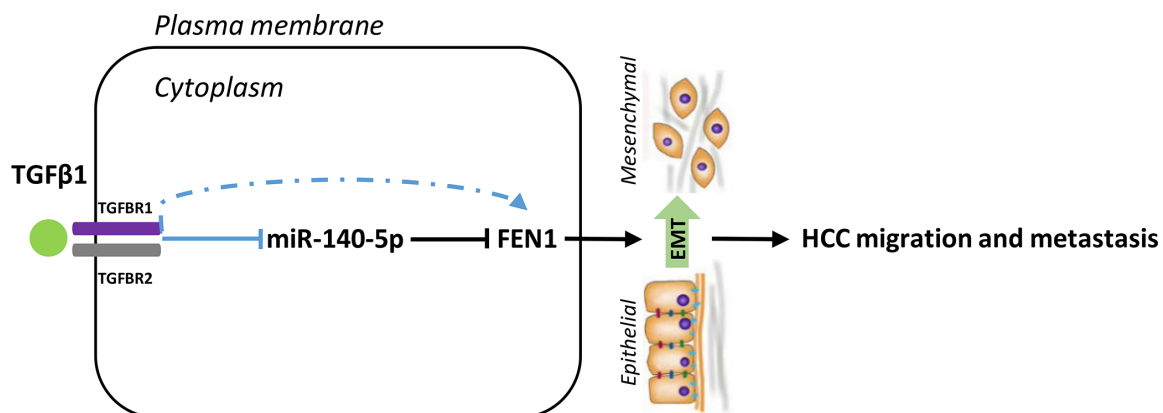 Plasma membrane
Cytoplasm
TGFβ1
TGFBR1
TGFBR2
miR-140-5p
FEN1
Mesenchymal
EMT
Epithelial
HCC migration and metastasis